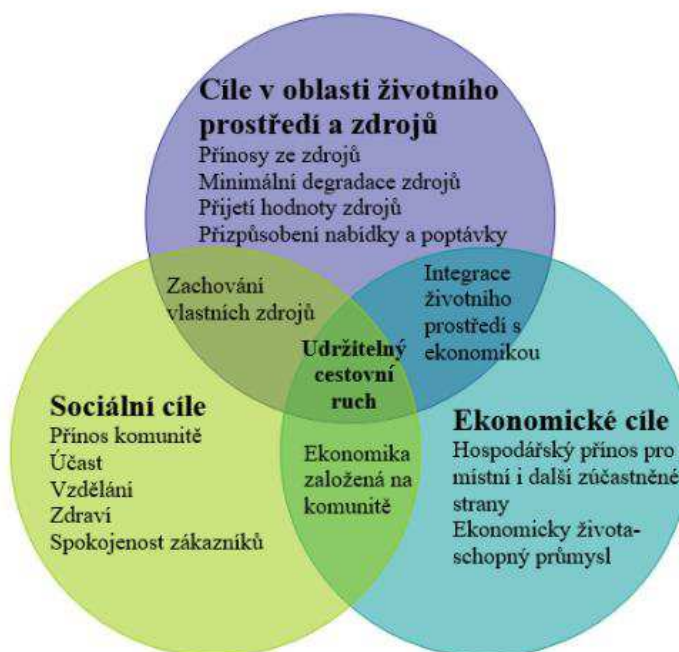 Cíle v oblasti životního
prostředí a zdrojů
Přínosy ze zdrojů
Minimální degradace zdrojů
Přijetí hodnoty zdrojů
Přizpůsobení nabídky a poptávky
Zachování
vlastních zdrojů
Integrace
životního
prostředí s
ekonomikou
Udržitelný
cestovní
ruch
Sociální cíle
Přínos komunitě
Účast
Vzdělání
Zdraví
Spokojenost zákazníků
Ekonomika
založená na
komunitě
Ekonomické cíle
Hospodářský přínos pro
místní i další zúčastněné
strany
Ekonomicky života-
schopný průmysl